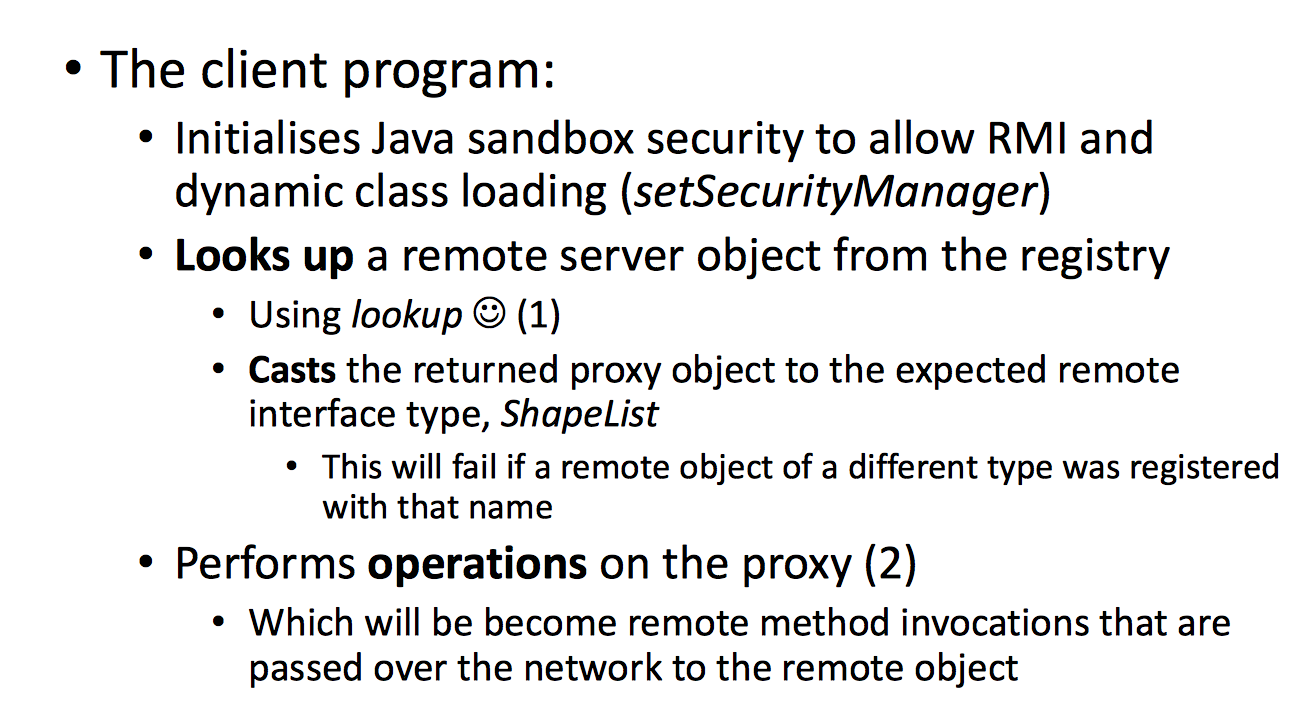 • The client program:
• Initialises Java sandbox security to allow RMI and
dynamic class loading (setSecurityManager)
• Looks up a remote server object from the registry
• Using lookup ☺ (1)
• Casts the returned proxy object to the expected remote
interface type, ShapeList
• This will fail if a remote object of a different type was registered
with that name
• Performs operations on the proxy (2)
• Which will be become remote method invocations that are
passed over the network to the remote object